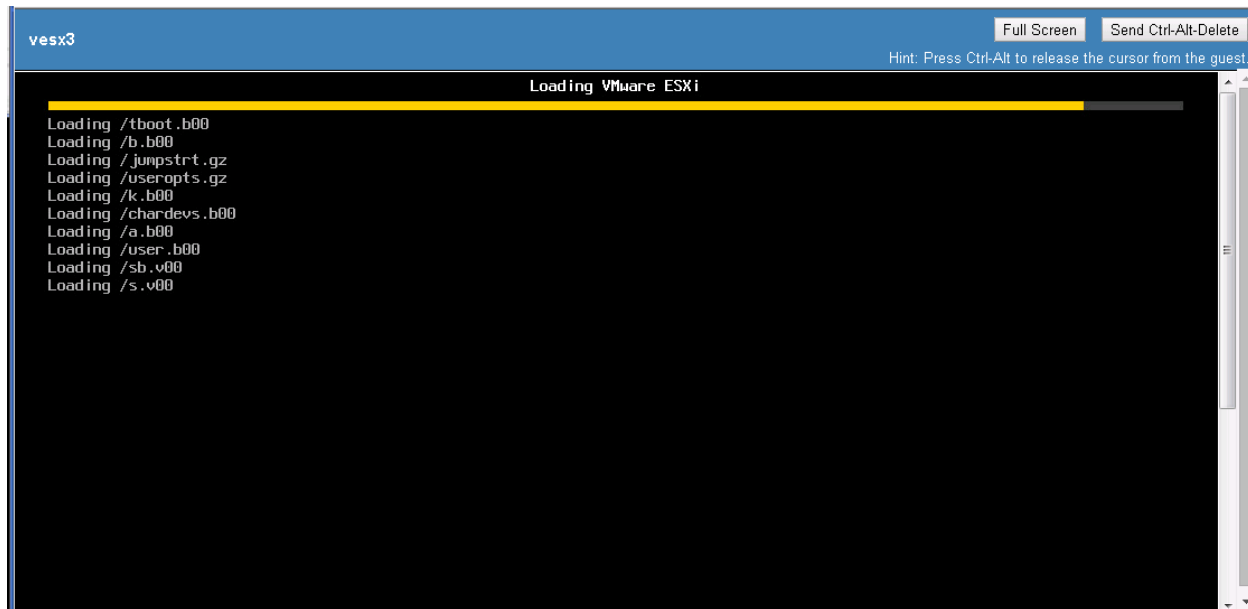 vesx3
Full Screen
Send Ctrl-Alt-Delete
Hint: Press Ctrl-Alt to release the cursor from the guest.
Loading VMware ESXi
Loading /tboot.b00
Loading /b.b00
Loading /jumpstrt.gz
Loading /useropts.gz
Loading /k.b00
Loading /chardevs.b00
Loading /a.b00
Loading /user.b00
Loading /sb.v00
Loading /s.v00